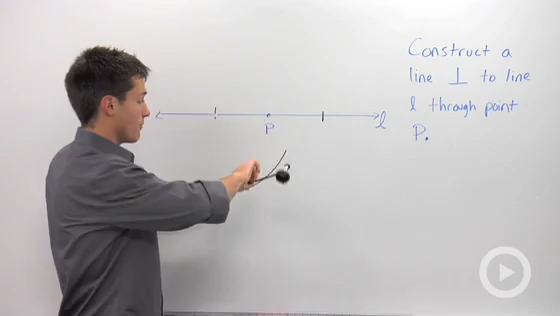 Construct a
line ⊥ to line
l through point
P.
P
l